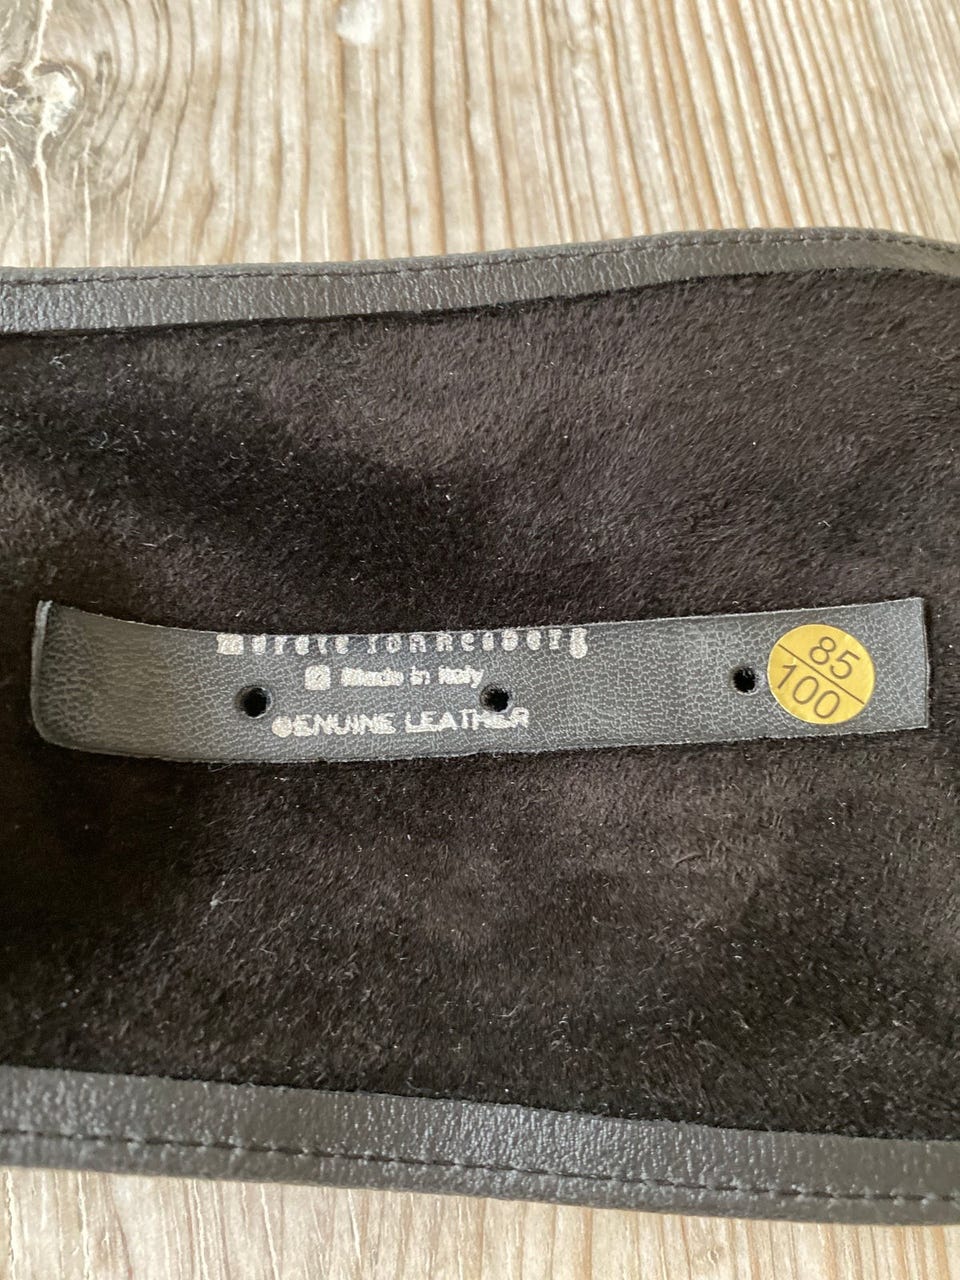 Made in Italy
GENUINE LEATHER
85
100